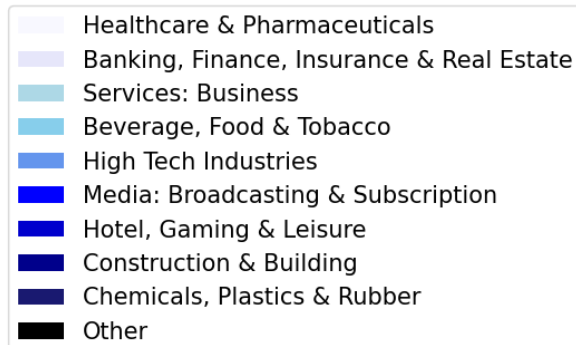 Healthcare & Pharmaceuticals
Banking, Finance, Insurance & Real Estate
Services: Business
Beverage, Food & Tobacco
High Tech Industries
Media: Broadcasting & Subscription
Hotel, Gaming & Leisure
Construction & Building
Chemicals, Plastics & Rubber
Other